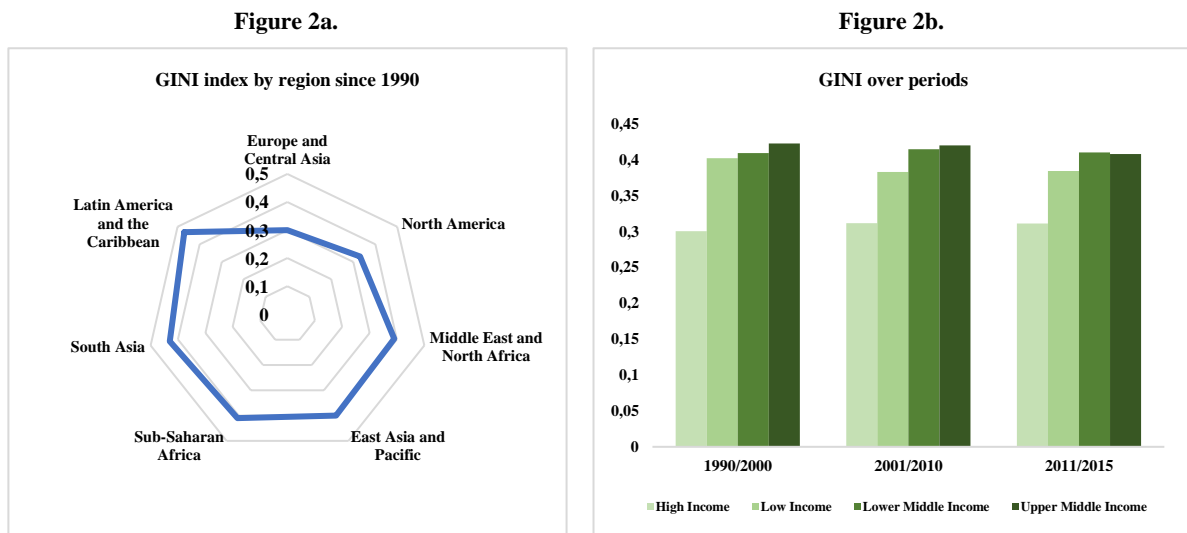 Figure 2a.
GINI index by region since 1990
Europe and
Central Asia
0,5
0,4
0,3
0,2
0,1
0
North America
Middle East and
North Africa
East Asia and
Pacific
Sub-Saharan
Africa
South Asia
Latin America
and the
Caribbean
Figure 2b.
GINI over periods
0,45
0,4
0,35
0,3
0,25
0,2
0,15
0,1
0,05
0
1990/2000 2001/2010 2011/2015
High Income Low Income Lower Middle Income Upper Middle Income